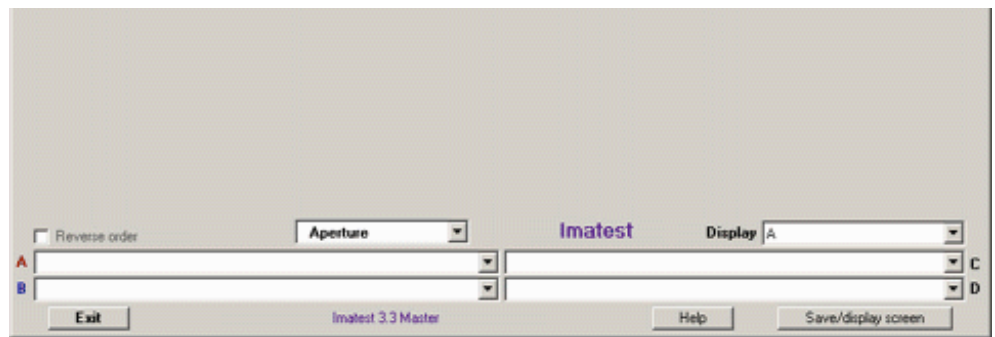 Reverse order Aperture Imatest Display A
A C
B D
Exit Imatest 3.3 Master Help Save/display screen